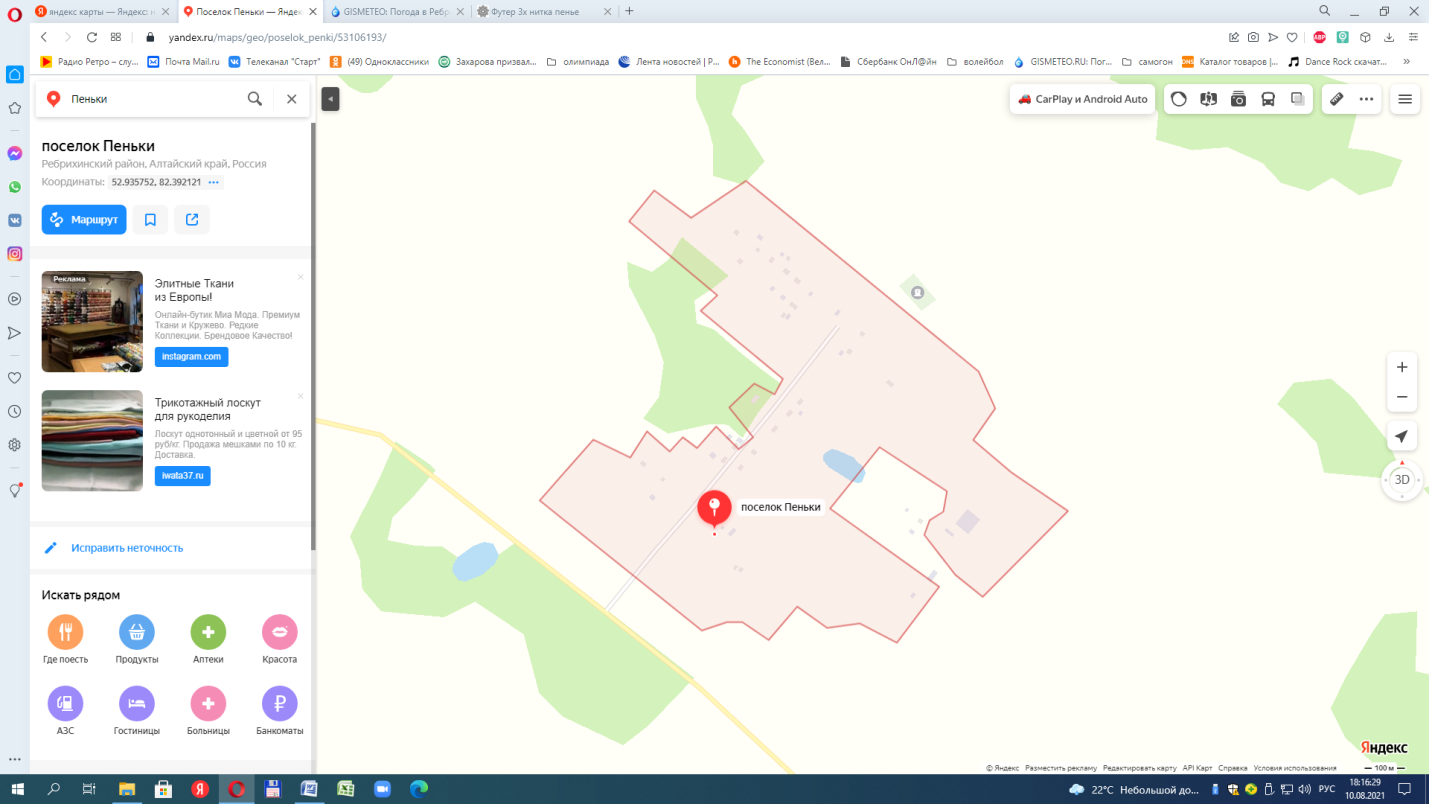 яндекс карты — Яндекс: н
Поселок Пеньки — Яндекс
GISMETEO: Погода в Ребр
Футер 3х нитка пенье
yandex.ru/maps/geo/poselok_penki/53106193/
ABP
Радио Ретро – слу...
Почта Mail.ru
Телеканал "Старт"
(49) Одноклассники
Захарова призвал...
олимпиада
Лента новостей | Р...
The Economist (Вел...
Сбербанк ОнЛ@йн
волейбол
GISMETEO.RU: Пог...
самогон
Каталог товаров |...
Dance Rock скачат...
Пеньки
CarPlay и Android Auto
поселок Пеньки
Ребрихинский район, Алтайский край, Россия
Координаты: 52.935752, 82.392121
Маршрут
Реклама
Элитные Ткани
из Европы!
Онлайн-бутик Миа Мода. Премиум
Ткани и Кружево. Редкие
Коллекции. Брендовое Качество!
instagram.com
Трикотажный лоскут
для рукоделия
Лоскут однотонный и цветной от 95
руб/кг. Продажа мешками по 10 кг.
Доставка.
iwata37.ru
Исправить неточность
Искать рядом
Где поесть
Продукты
Аптеки
Красота
АЗС
Гостиницы
Больницы
Банкоматы
поселок Пеньки
3D
Яндекс
© Яндекс Разместить рекламу Редактировать карту API Карт Справка Условия использования
100 м
22°C Небольшой до...
РУС
18:16:29
10.08.2021